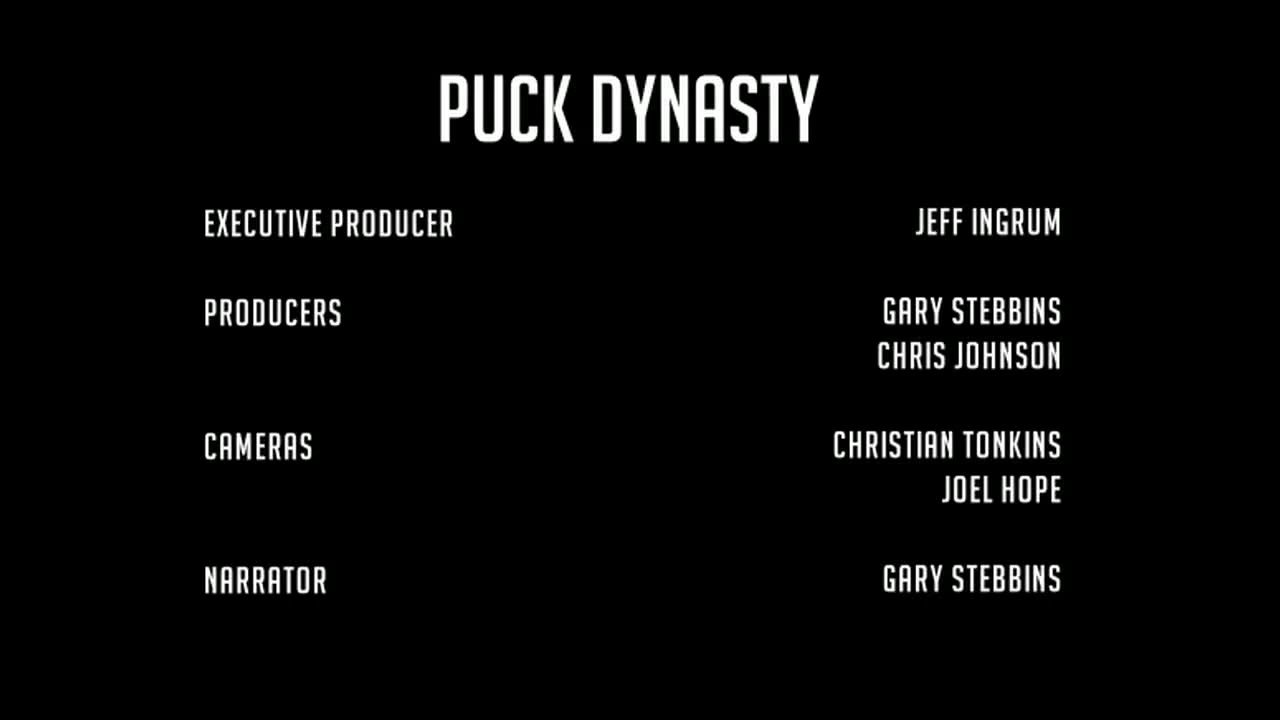 PUCK DYNASTY
EXECUTIVE PRODUCER JEFF INGRUM
PRODUCERS GARY STEBBINS
CHRIS JOHNSON
CAMERAS CHRISTIAN TONKINS
JOEL HOPE
NARRATOR GARY STEBBINS